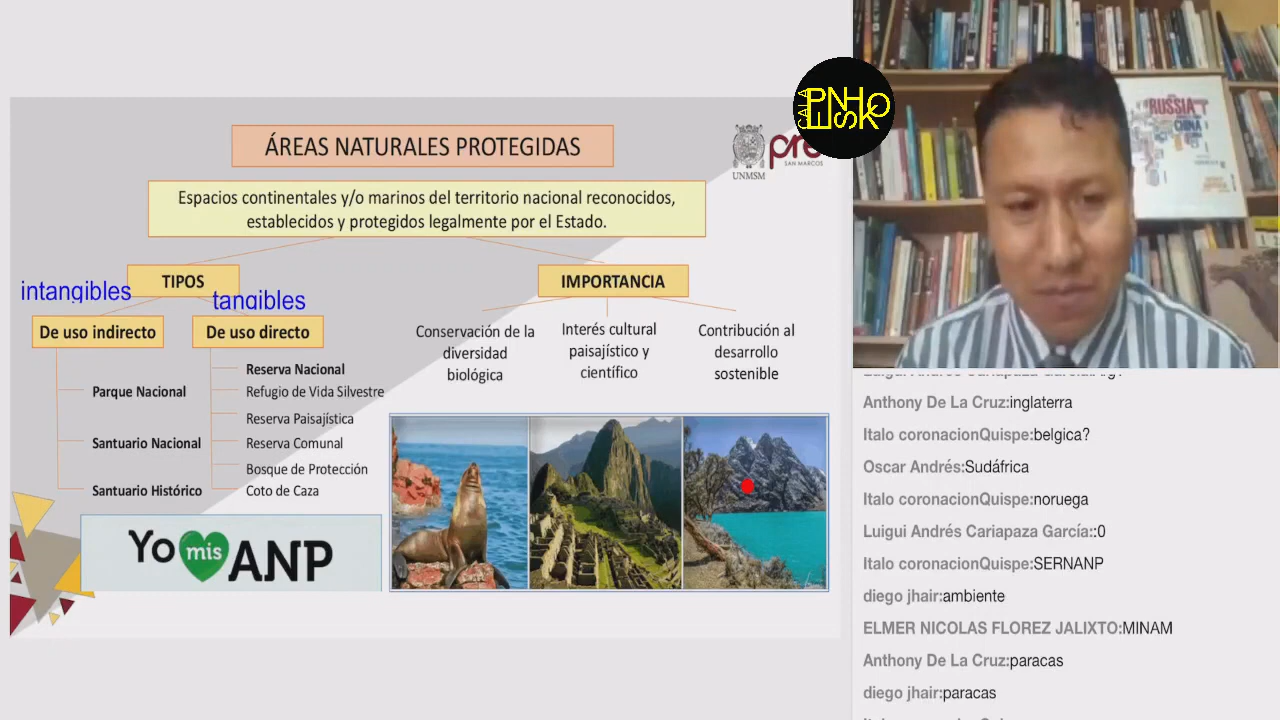 ÁREAS NATURALES PROTEGIDAS
pre
SAN MARCOS
UNMSM
Espacios continentales y/o marinos del territorio nacional reconocidos,
establecidos y protegidos legalmente por el Estado.
intangibles
TIPOS
tangibles
IMPORTANCIA
De uso indirecto
De uso directo
Parque Nacional
Santuario Nacional
Santuario Histórico
Reserva Nacional
Refugio de Vida Silvestre
Reserva Paisajística
Reserva Comunal
Bosque de Protección
Coto de Caza
Conservación de la
diversidad
biológica
Interés cultural
paisajístico y
científico
Contribución al
desarrollo
sostenible
Yo mis ANP
RUSSIA
CHINA
Anthony De La Cruz:inglaterra
Italo coronacionQuispe:belgica?
Oscar Andrés:Sudáfrica
Italo coronacionQuispe:noruega
Luigui Andrés Cariapaza García::0
Italo coronacionQuispe:SERNANP
diego jhair:ambiente
ELMER NICOLAS FLOREZ JALIXTO:MINAM
Anthony De La Cruz:paracas
diego jhair:paracas